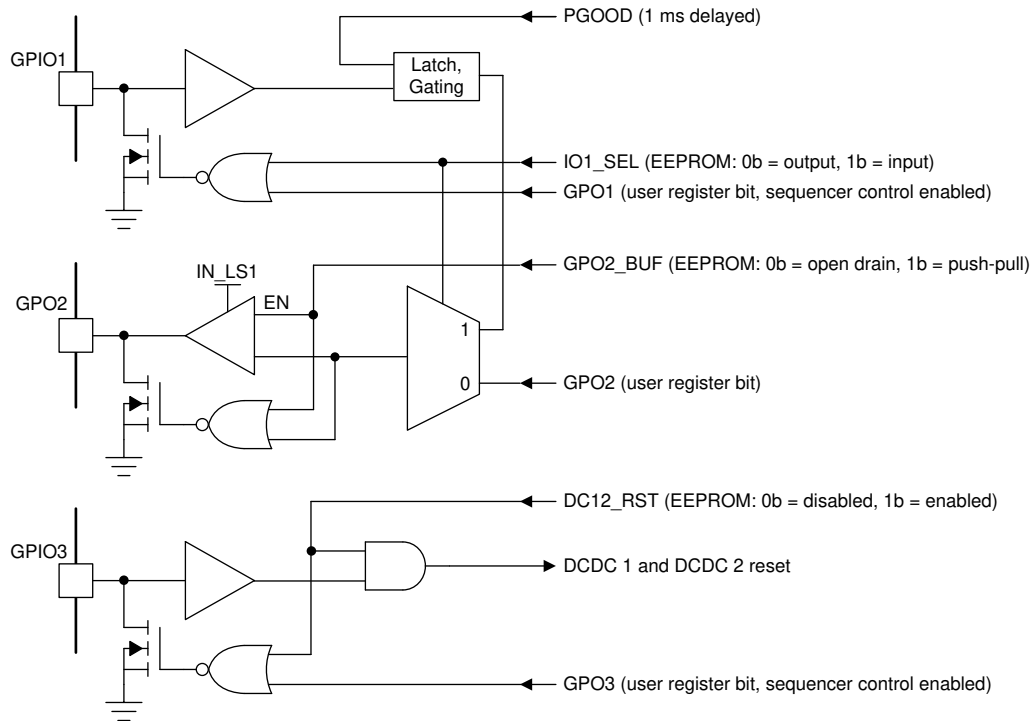 PGOOD (1 ms delayed)
GPIO1
Latch,
Gating
IO1_SEL (EEPROM: 0b = output, 1b = input)
GPO1 (user register bit, sequencer control enabled)
IN_LS1
GPO2_BUF (EEPROM: 0b = open drain, 1b = push-pull)
GPO2
EN
1
0
GPO2 (user register bit)
DC12_RST (EEPROM: 0b = disabled, 1b = enabled)
GPIO3
DCDC 1 and DCDC 2 reset
GPO3 (user register bit, sequencer control enabled)